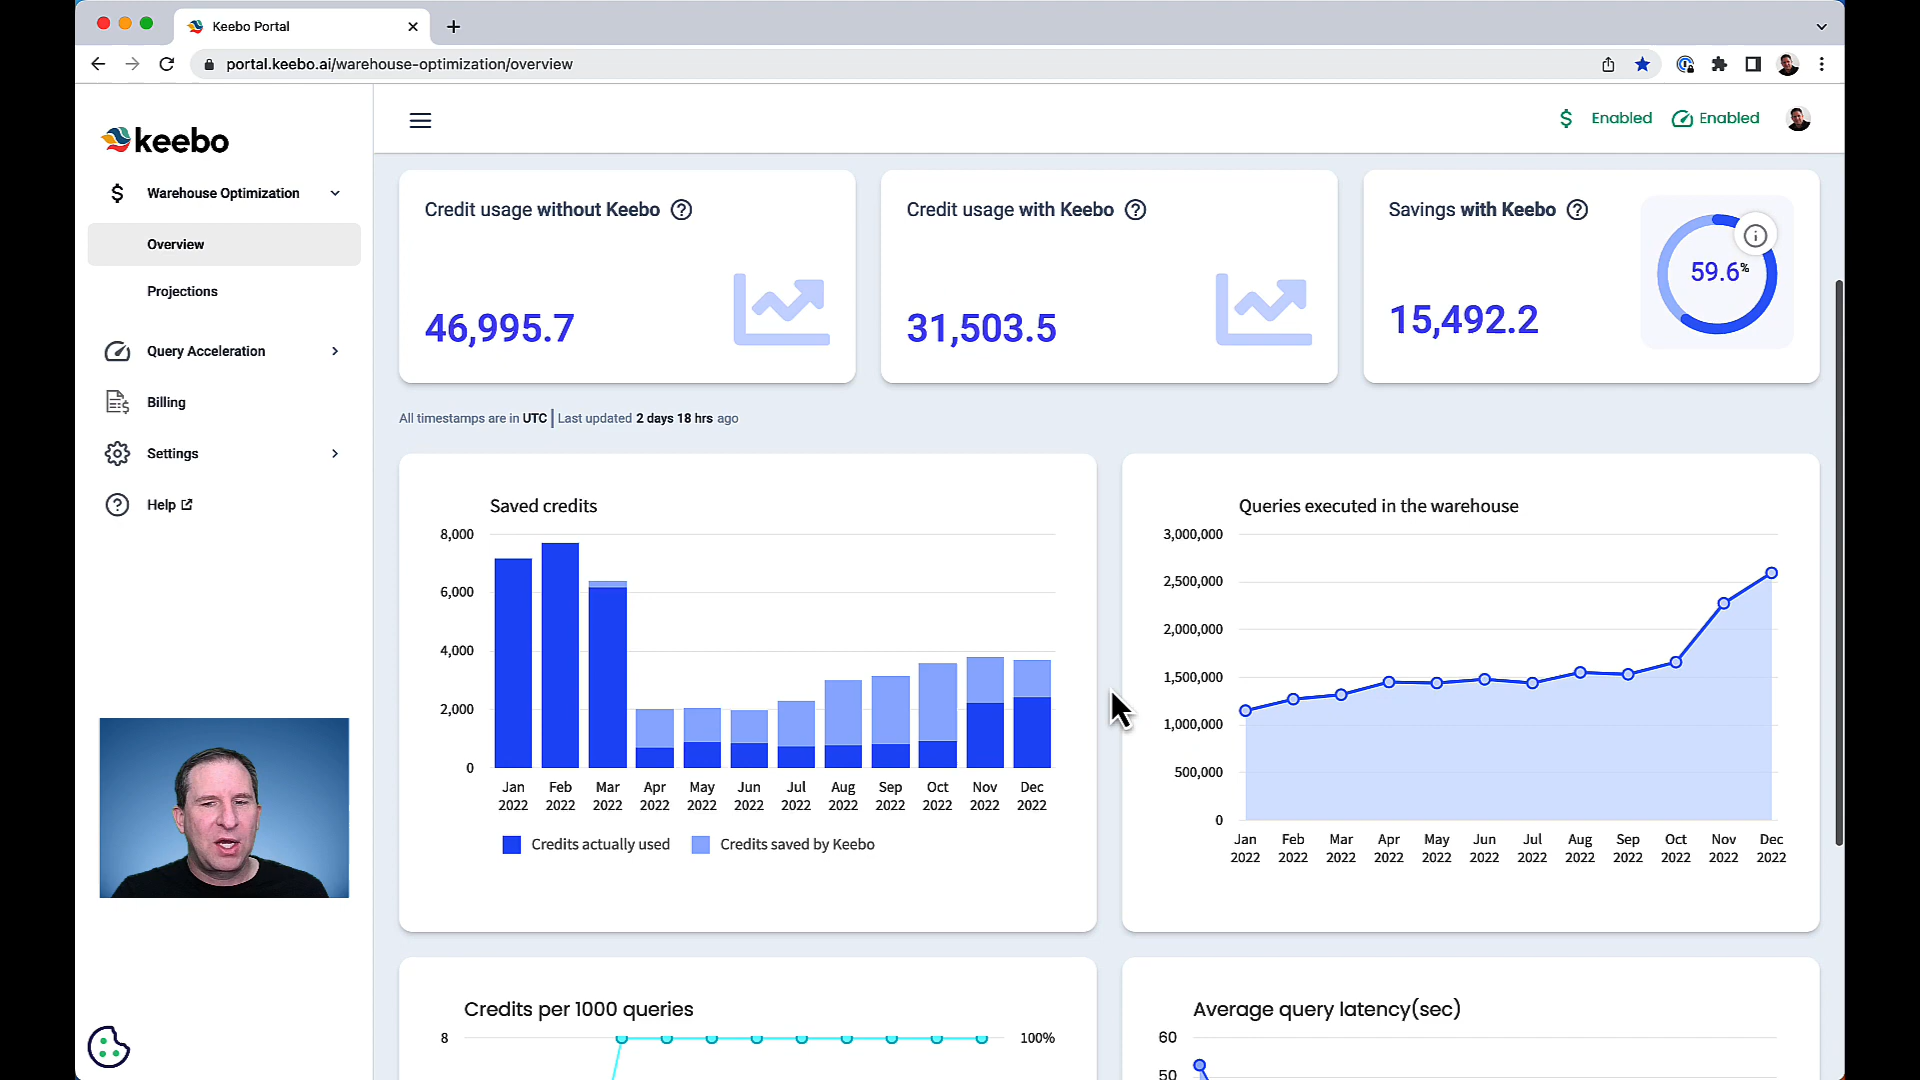 Keebo Portal
portal.keebo.ai/warehouse-optimization/overview
keebo
$ Enabled Enabled
$ Warehouse Optimization
Overview
Projections
Query Acceleration
Billing
Settings
? Help
Credit usage without Keebo ?
46,995.7
Credit usage with Keebo ?
31,503.5
Savings with Keebo ?
15,492.2
59.6%
i
All timestamps are in UTC | Last updated 2 days 18 hrs ago
Saved credits
8,000
6,000
4,000
2,000
0
Jan Feb Mar Apr May Jun Jul Aug Sep Oct Nov Dec
2022 2022 2022 2022 2022 2022 2022 2022 2022 2022 2022 2022
Credits actually used Credits saved by Keebo
Queries executed in the warehouse
3,000,000
2,500,000
2,000,000
1,500,000
1,000,000
500,000
0
Jan Feb Mar Apr May Jun Jul Aug Sep Oct Nov Dec
2022 2022 2022 2022 2022 2022 2022 2022 2022 2022 2022 2022
Credits per 1000 queries
8 100%
Average query latency(sec)
60
50